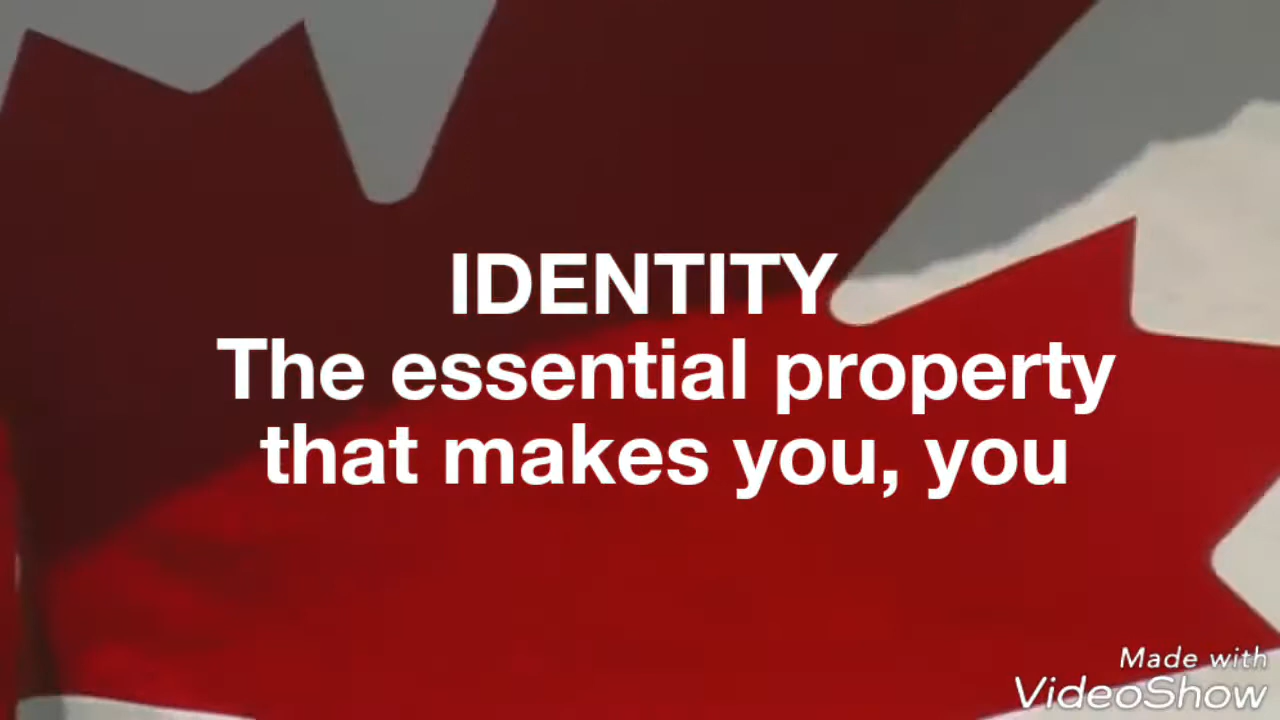 IDENTITY
The essential property
that makes you, you
Made with
VideoShow